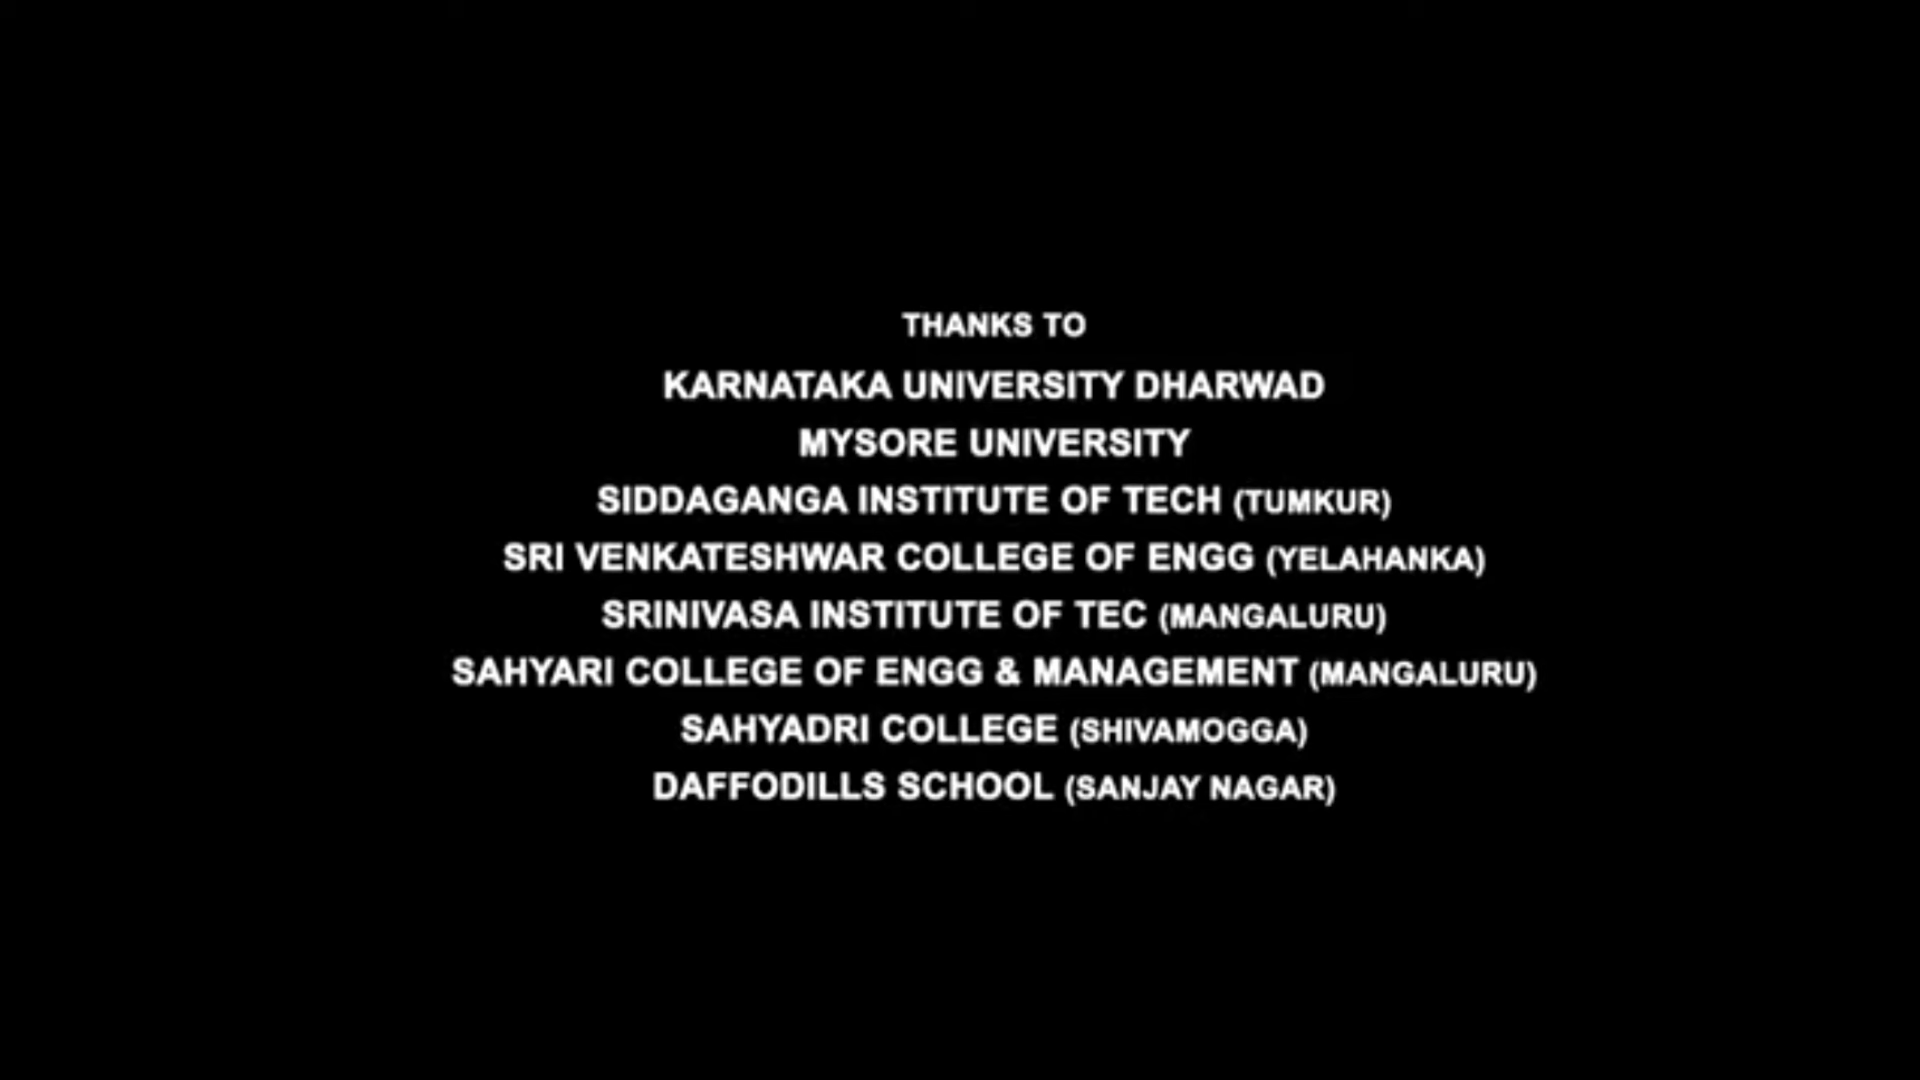 THANKS TO
KARNATAKA UNIVERSITY DHARWAD
MYSORE UNIVERSITY
SIDDAGANGA INSTITUTE OF TECH (TUMKUR)
SRI VENKATESHWAR COLLEGE OF ENGG (YELAHANKA)
SRINIVASA INSTITUTE OF TEC (MANGALURU)
SAHYARI COLLEGE OF ENGG & MANAGEMENT (MANGALURU)
SAHYADRI COLLEGE (SHIVAMOGGA)
DAFFODILLS SCHOOL (SANJAY NAGAR)